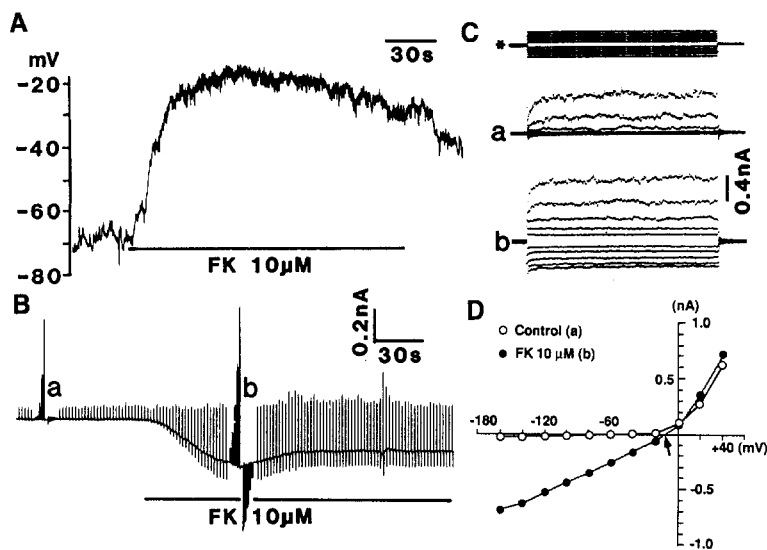 A
30s
mV
-20
-40
-60
-80
FK 10µM
B
0.2nA
30s
a
b
FK 10µM
C
*
a
b
0.4nA
D
(nA)
Control (a)
FK 10 µM (b)
1.0
0.5
-180
-120
-60
+40 (mV)
-0.5
-1.0